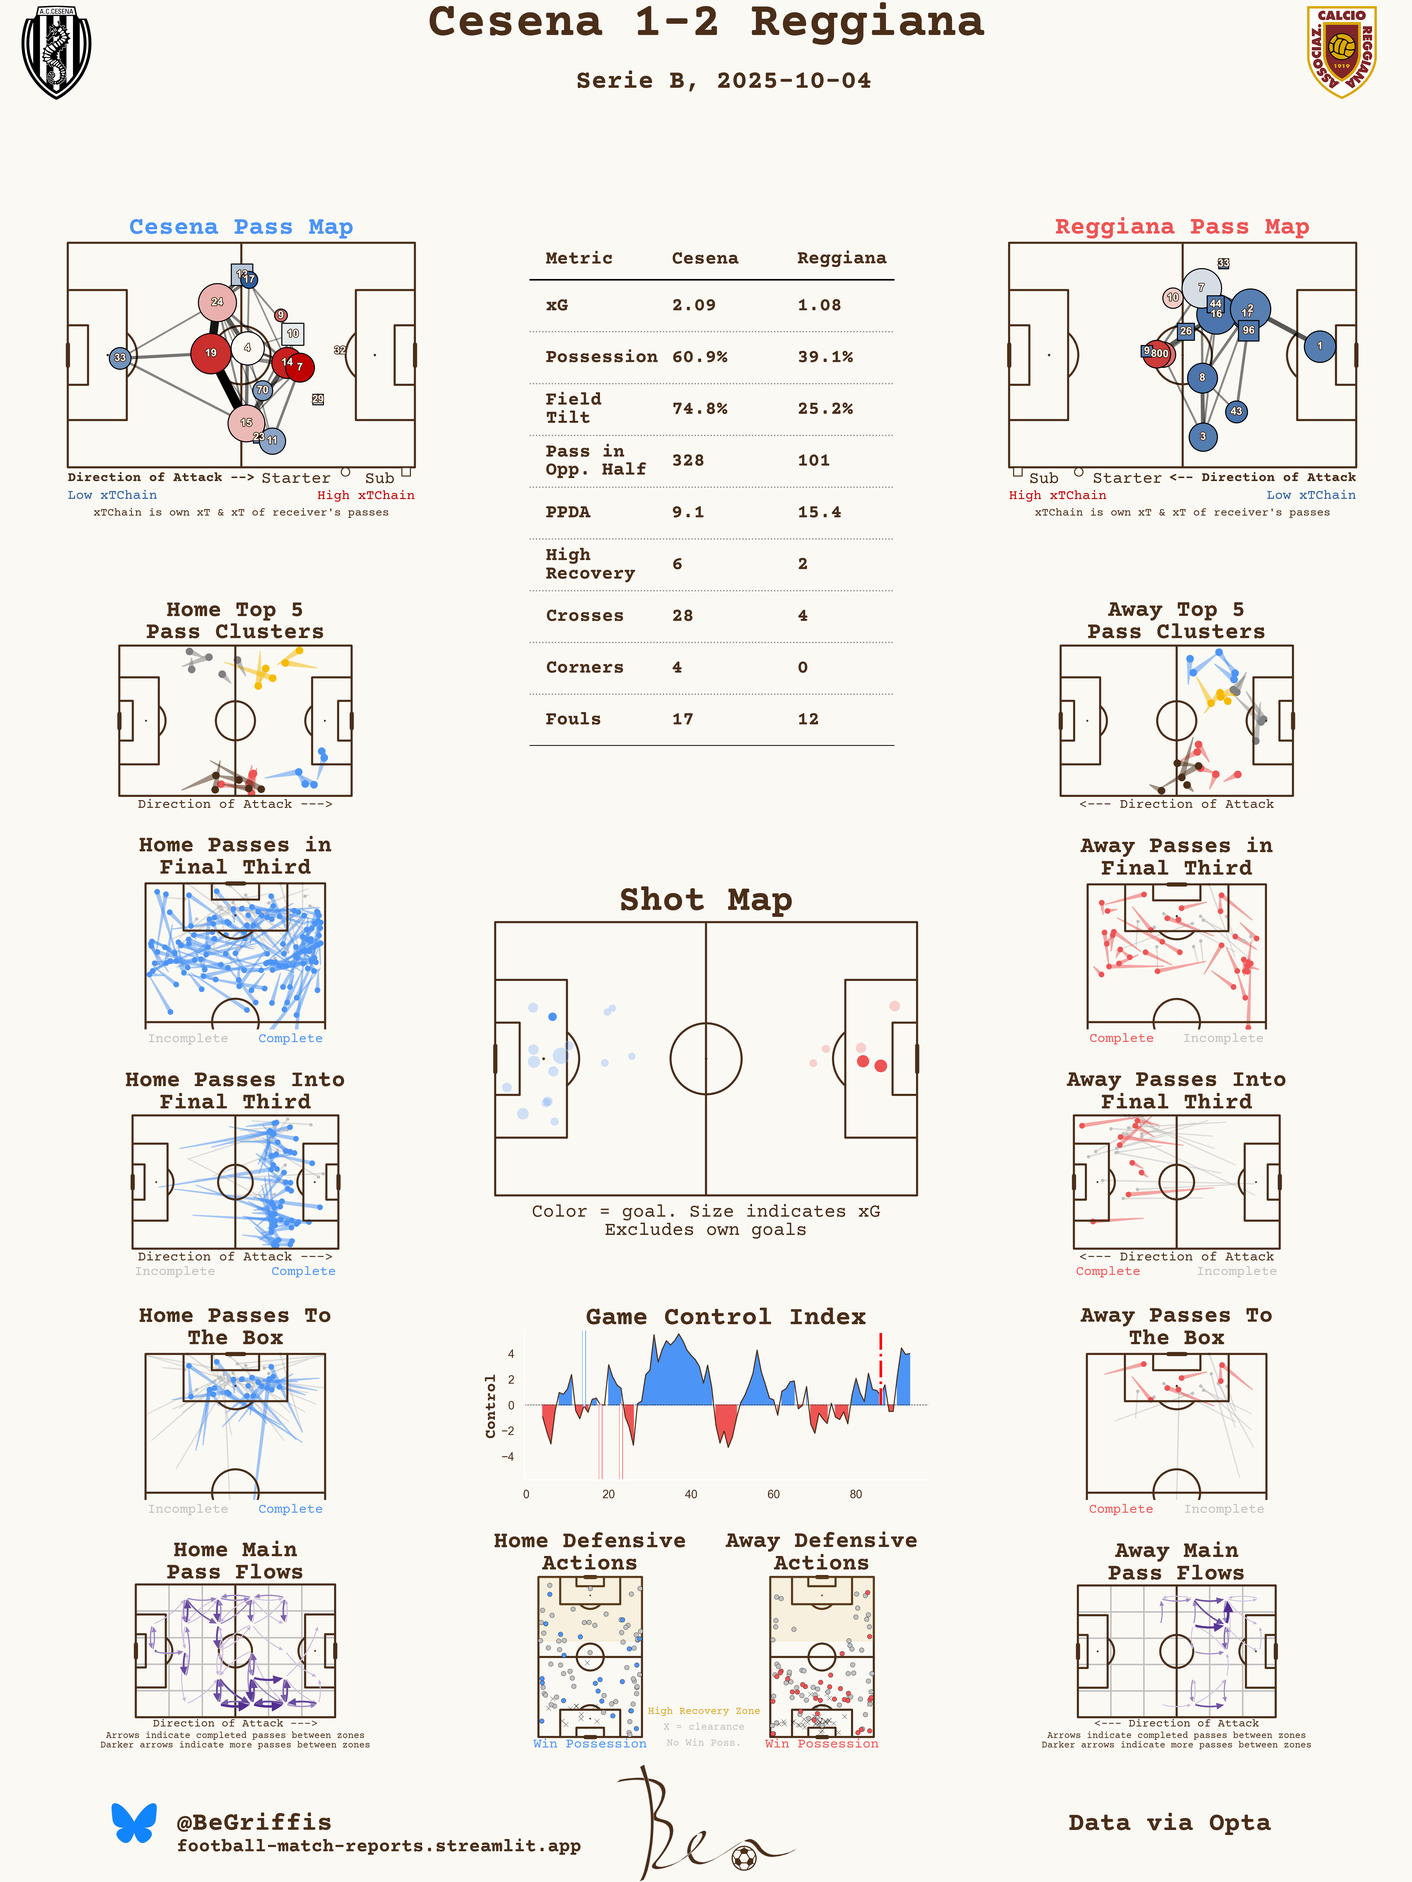 Cesena 1-2 Reggiana
Serie B, 2025-10-04
A.C.CESENA
ASSOCIAZ. CALCIO REGGIANA
1919
Cesena Pass Map
33
24
19
15
13
17
4
9
10
14
7
70
23
11
29
32
Direction of Attack --> Starter Sub
Low xTChain High xTChain
xTChain is own xT & xT of receiver's passes
Metric Cesena Reggiana
xG 2.09 1.08
Possession 60.9% 39.1%
Field
Tilt 74.8% 25.2%
Pass in
Opp. Half 328 101
PPDA 9.1 15.4
High
Recovery 6 2
Crosses 28 4
Corners 4 0
Fouls 17 12
Reggiana Pass Map
33
7
10
44
16
2
17
96
26
9
1
8
43
3
Sub Starter <-- Direction of Attack
High xTChain Low xTChain
xTChain is own xT & xT of receiver's passes
Home Top 5
Pass Clusters
Direction of Attack --->
Away Top 5
Pass Clusters
<--- Direction of Attack
Home Passes in
Final Third
Incomplete Complete
Away Passes in
Final Third
Complete Incomplete
Shot Map
Color = goal. Size indicates xG
Excludes own goals
Home Passes Into
Final Third
Direction of Attack --->
Incomplete Complete
Away Passes Into
Final Third
<--- Direction of Attack
Complete Incomplete
Game Control Index
Control
4
2
0
−2
−4
0 20 40 60 80
Home Passes To
The Box
Incomplete Complete
Away Passes To
The Box
Complete Incomplete
Home Main
Pass Flows
Direction of Attack --->
Arrows indicate completed passes between zones
Darker arrows indicate more passes between zones
Home Defensive
Actions
Win Possession
Away Defensive
Actions
Win Possession
High Recovery Zone
X = clearance
No Win Poss.
Away Main
Pass Flows
<--- Direction of Attack
Arrows indicate completed passes between zones
Darker arrows indicate more passes between zones
@BeGriffis
football-match-reports.streamlit.app
Ben
Data via Opta